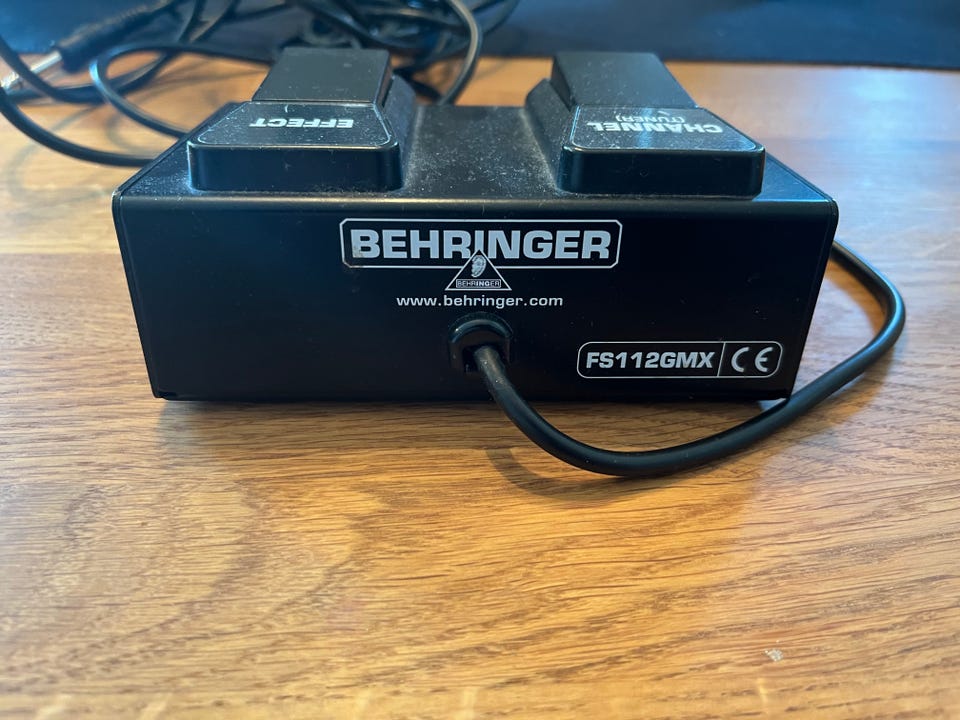 EFFECT
CHANNEL
(TUNER)
BEHRINGER
BEHRINGER
www.behringer.com
FS112GMX CE